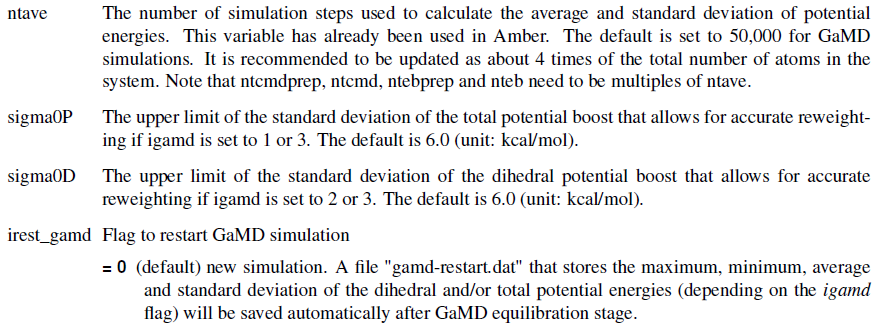 ntave The number of simulation steps used to calculate the average and standard deviation of potential
energies. This variable has already been used in Amber. The default is set to 50,000 for GaMD
simulations. It is recommended to be updated as about 4 times of the total number of atoms in the
system. Note that ntcmdprep, ntcmd, ntebprep and nteb need to be multiples of ntave.
sigma0P The upper limit of the standard deviation of the total potential boost that allows for accurate reweight-
ing if igamd is set to 1 or 3. The default is 6.0 (unit: kcal/mol).
sigma0D The upper limit of the standard deviation of the dihedral potential boost that allows for accurate
reweighting if igamd is set to 2 or 3. The default is 6.0 (unit: kcal/mol).
irest_gamd Flag to restart GaMD simulation
= 0 (default) new simulation. A file "gamd-restart.dat" that stores the maximum, minimum, average
and standard deviation of the dihedral and/or total potential energies (depending on the igamd
flag) will be saved automatically after GaMD equilibration stage.